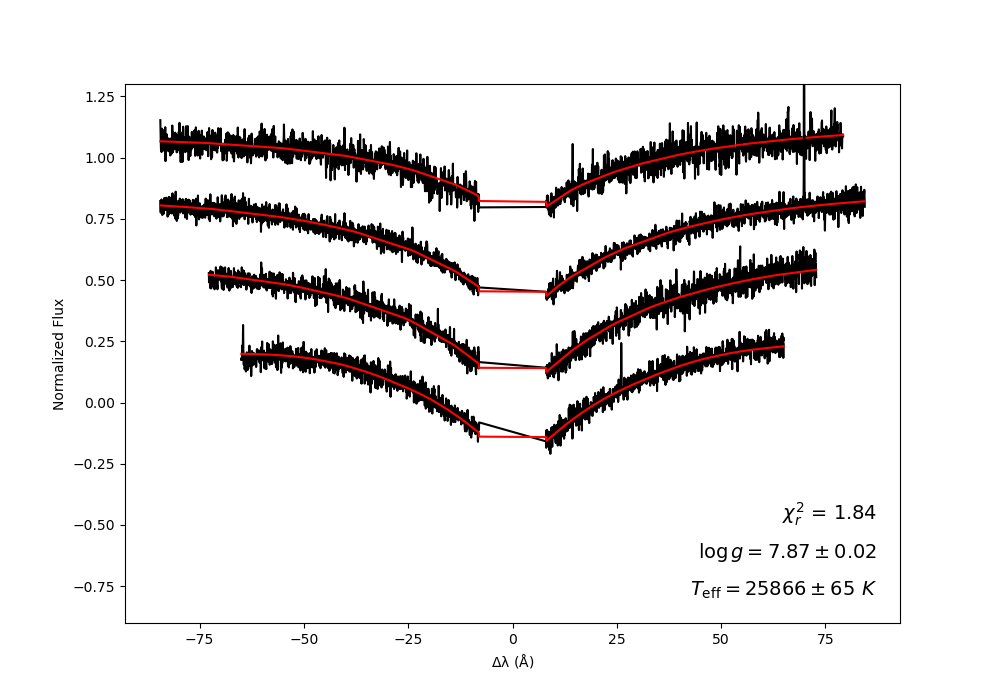 1.25
1.00
0.75
0.50
0.25
0.00
−0.25
−0.50
−0.75
Normalized Flux
χ²ᵣ = 1.84
log g = 7.87 ± 0.02
T_eff = 25866 ± 65 K
−75 −50 −25 0 25 50 75
Δλ (Å)